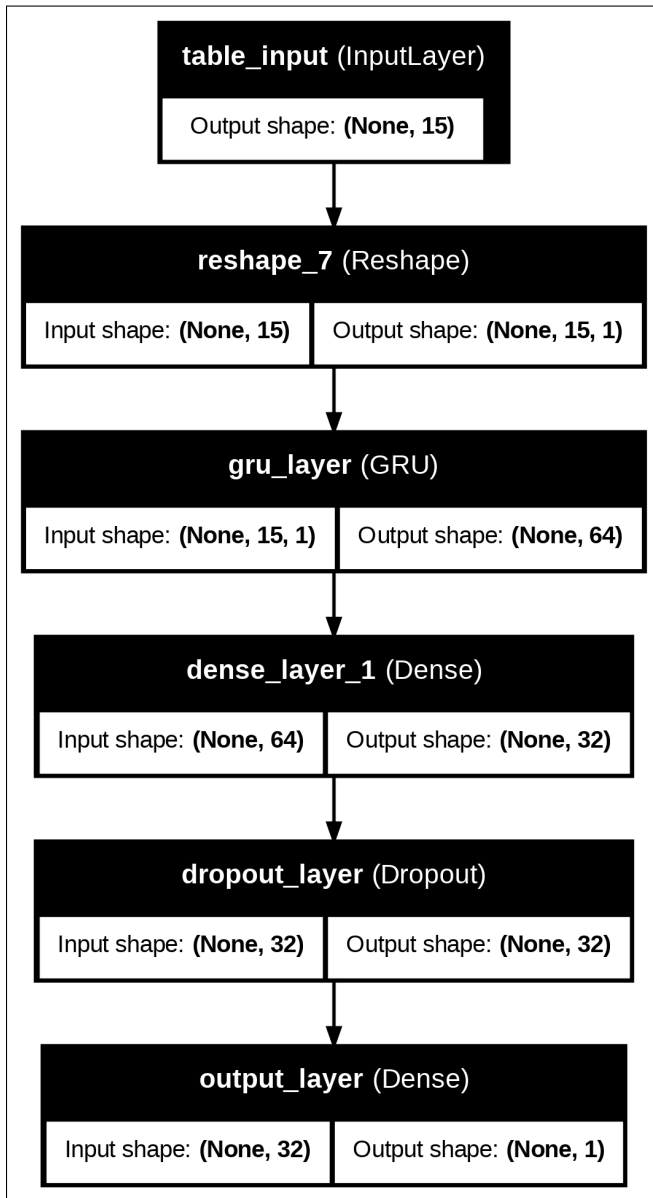 table_input (InputLayer)
Output shape: (None, 15)
reshape_7 (Reshape)
Input shape: (None, 15) Output shape: (None, 15, 1)
gru_layer (GRU)
Input shape: (None, 15, 1) Output shape: (None, 64)
dense_layer_1 (Dense)
Input shape: (None, 64) Output shape: (None, 32)
dropout_layer (Dropout)
Input shape: (None, 32) Output shape: (None, 32)
output_layer (Dense)
Input shape: (None, 32) Output shape: (None, 1)